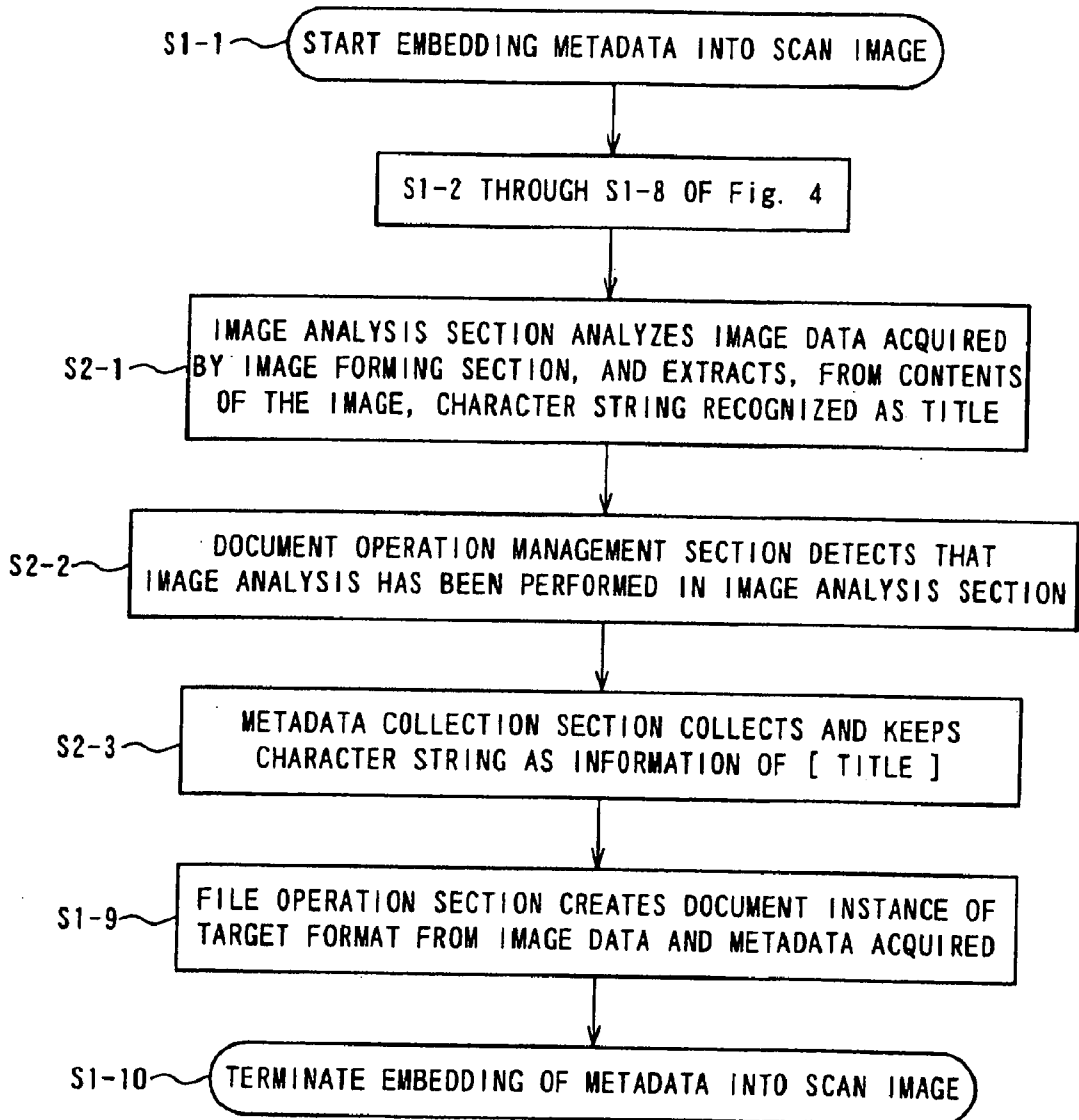 S1-1 START EMBEDDING METADATA INTO SCAN IMAGE
S1-2 THROUGH S1-8 OF Fig. 4
IMAGE ANALYSIS SECTION ANALYZES IMAGE DATA ACQUIRED
S2-1 BY IMAGE FORMING SECTION, AND EXTRACTS, FROM CONTENTS
OF THE IMAGE, CHARACTER STRING RECOGNIZED AS TITLE
S2-2 DOCUMENT OPERATION MANAGEMENT SECTION DETECTS THAT
IMAGE ANALYSIS HAS BEEN PERFORMED IN IMAGE ANALYSIS SECTION
S2-3 METADATA COLLECTION SECTION COLLECTS AND KEEPS
CHARACTER STRING AS INFORMATION OF [ TITLE ]
S1-9 FILE OPERATION SECTION CREATES DOCUMENT INSTANCE OF
TARGET FORMAT FROM IMAGE DATA AND METADATA ACQUIRED
S1-10 TERMINATE EMBEDDING OF METADATA INTO SCAN IMAGE